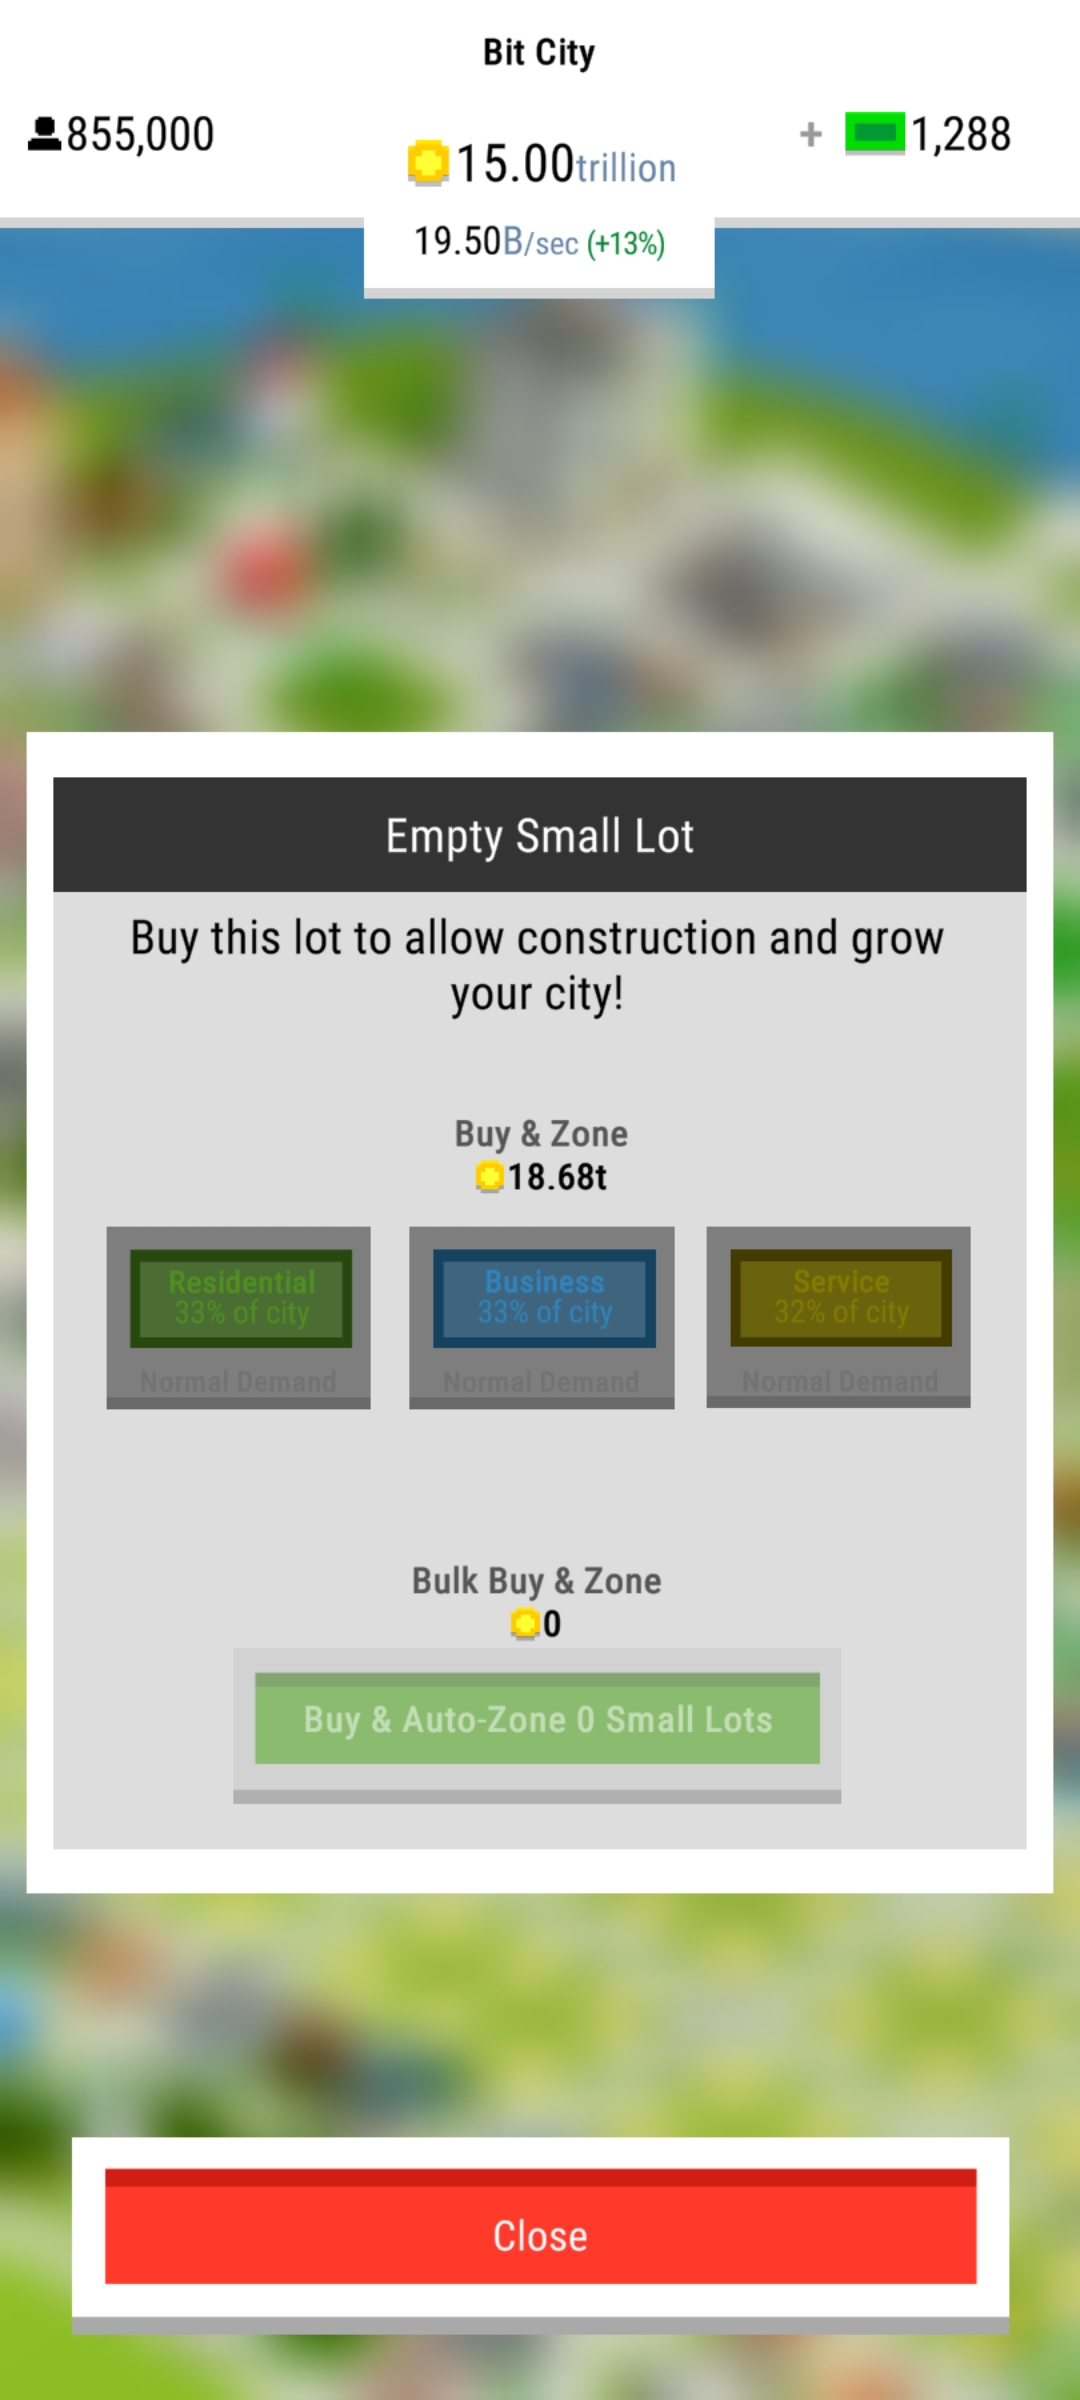 Bit City
855,000
15.00trillion
+ 1,288
19.50B/sec (+13%)
Empty Small Lot
Buy this lot to allow construction and grow
your city!
Buy & Zone
18.68t
Residential
33% of city
Normal Demand
Business
33% of city
Normal Demand
Service
32% of city
Normal Demand
Bulk Buy & Zone
0
Buy & Auto-Zone 0 Small Lots
Close